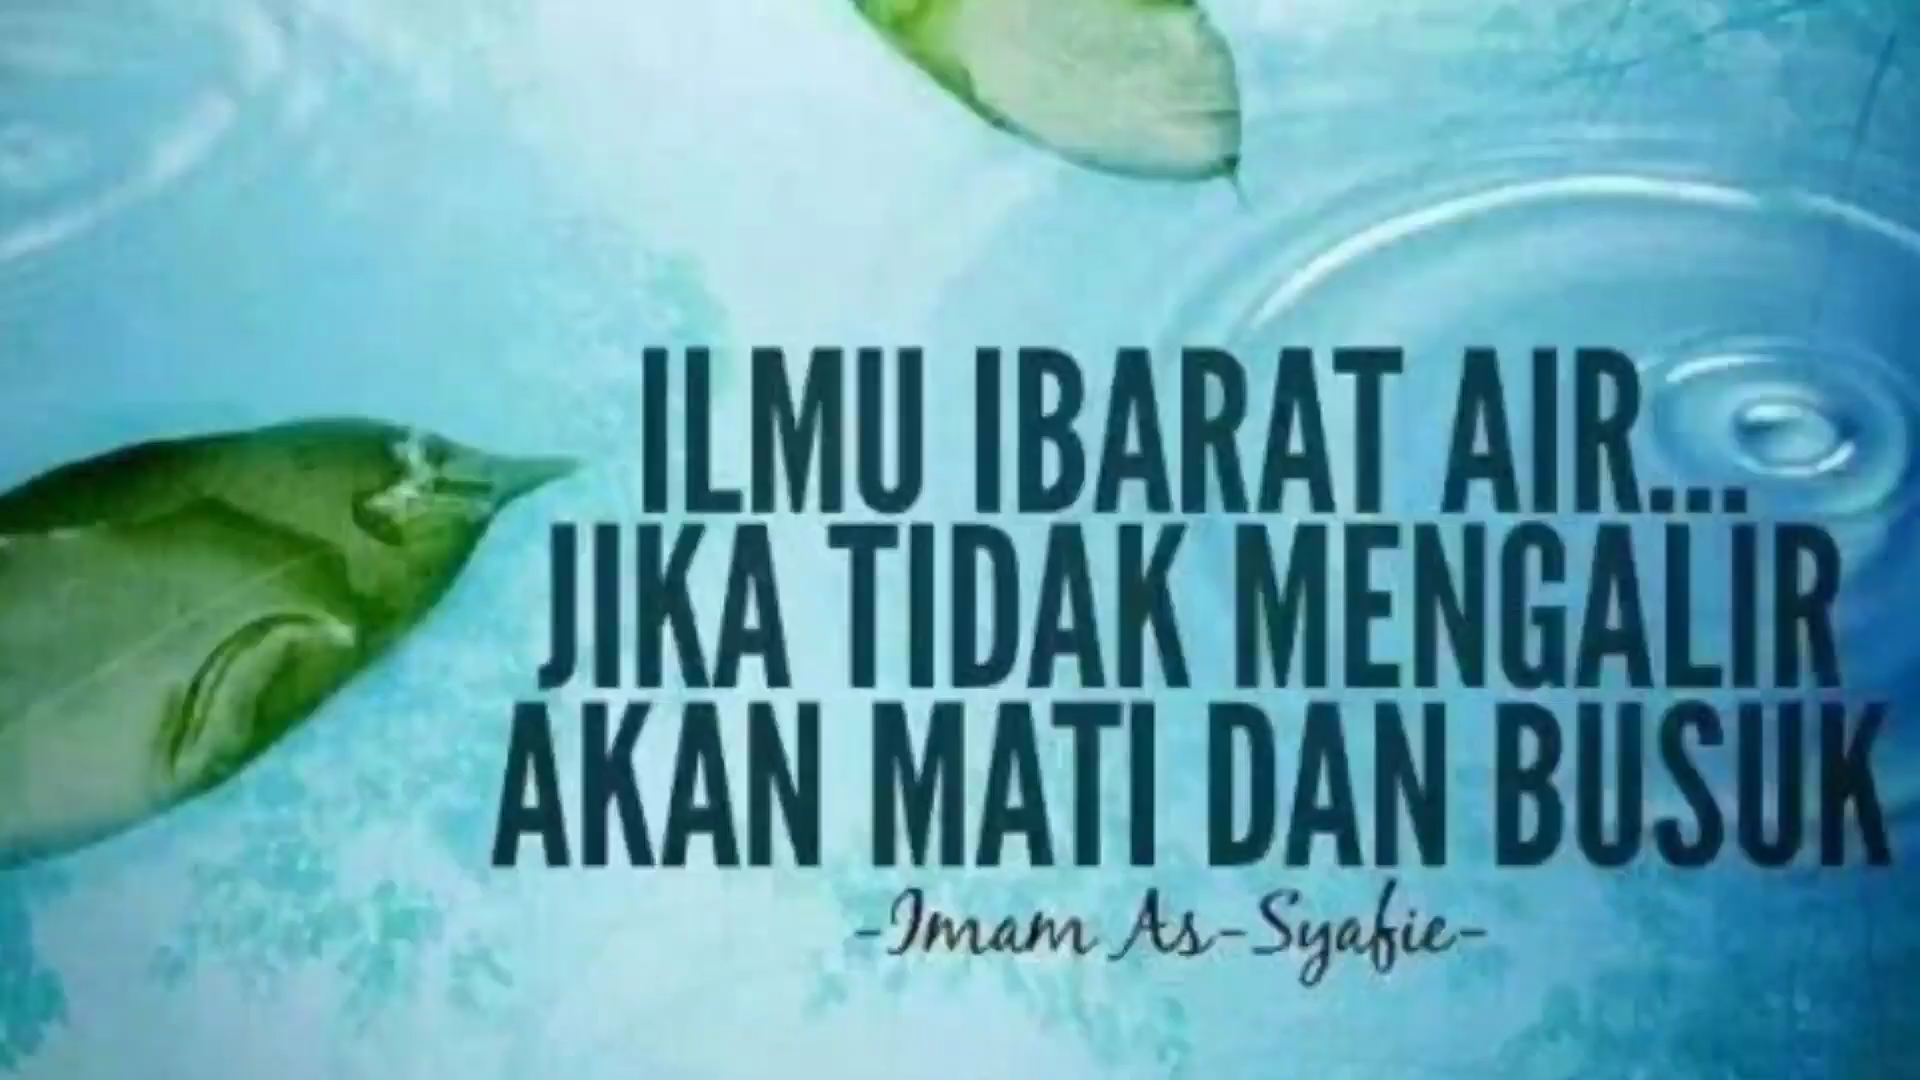 ILMU IBARAT AIR...
JIKA TIDAK MENGALIR
AKAN MATI DAN BUSUK
-Imam As-Syafie-